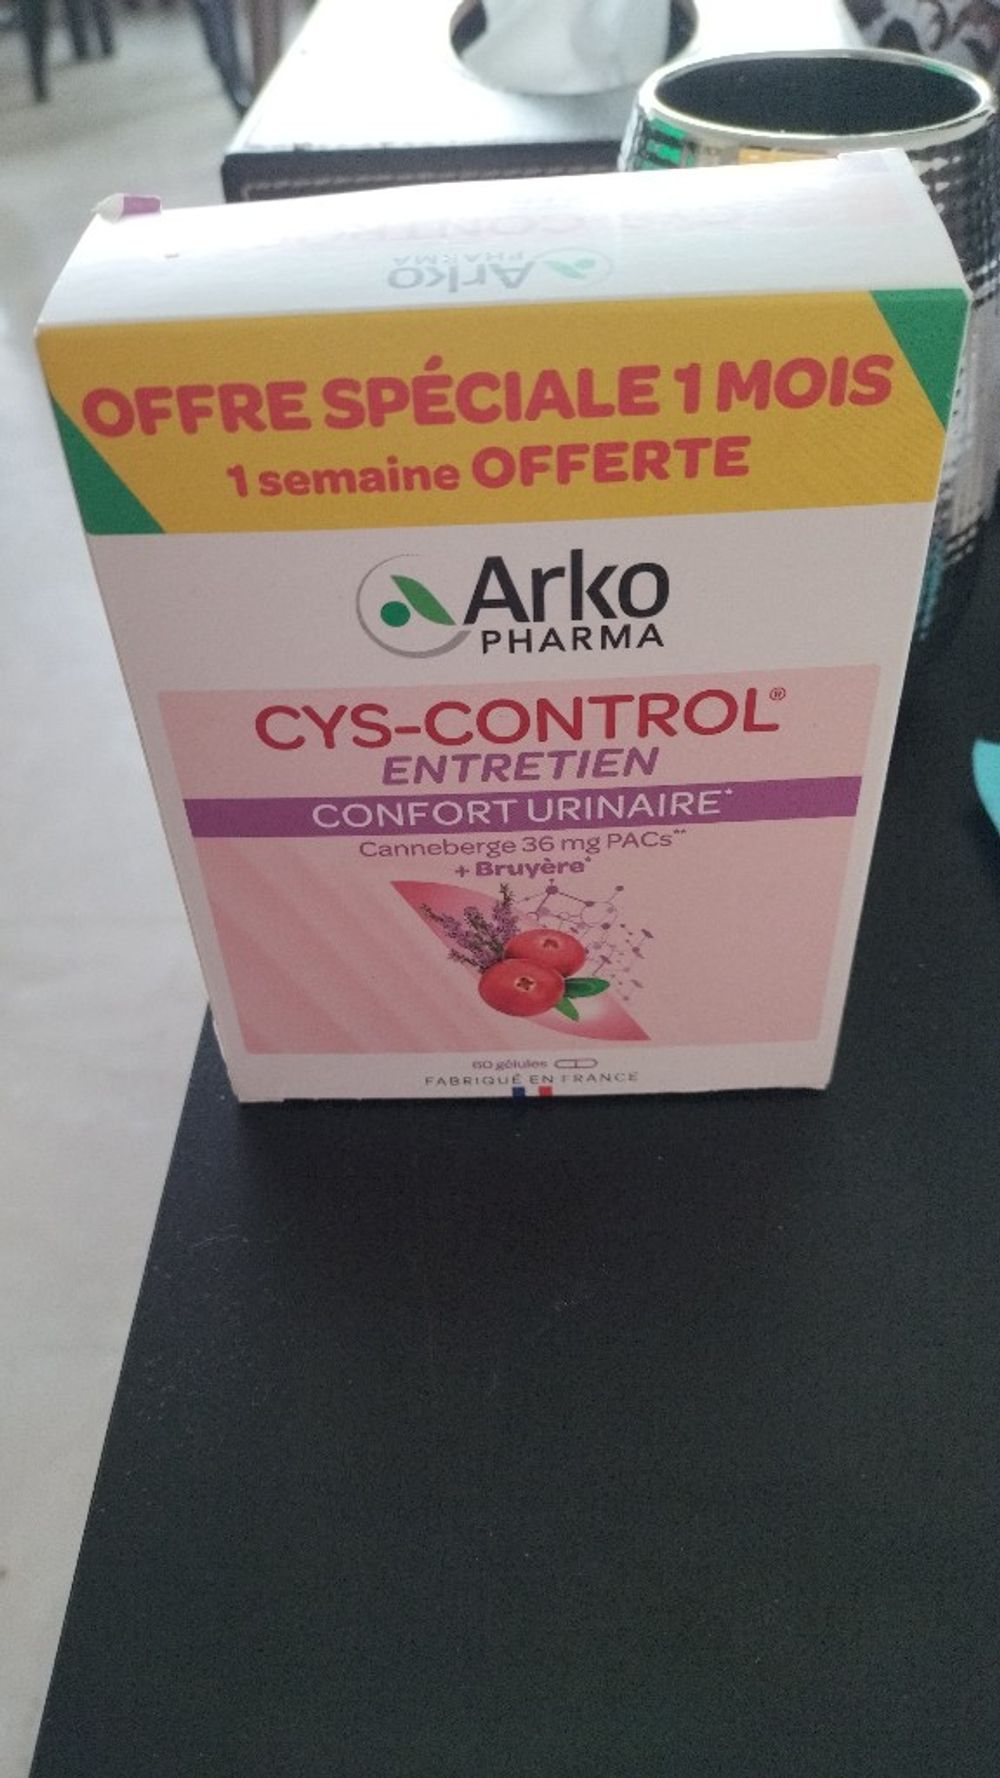 Arko
PHARMA
OFFRE SPÉCIALE 1 MOIS
1 semaine OFFERTE
Arko
PHARMA
CYS-CONTROL®
ENTRETIEN
CONFORT URINAIRE*
Canneberge 36 mg PACs**
+ Bruyère*
60 gélules
FABRIQUÉ EN FRANCE